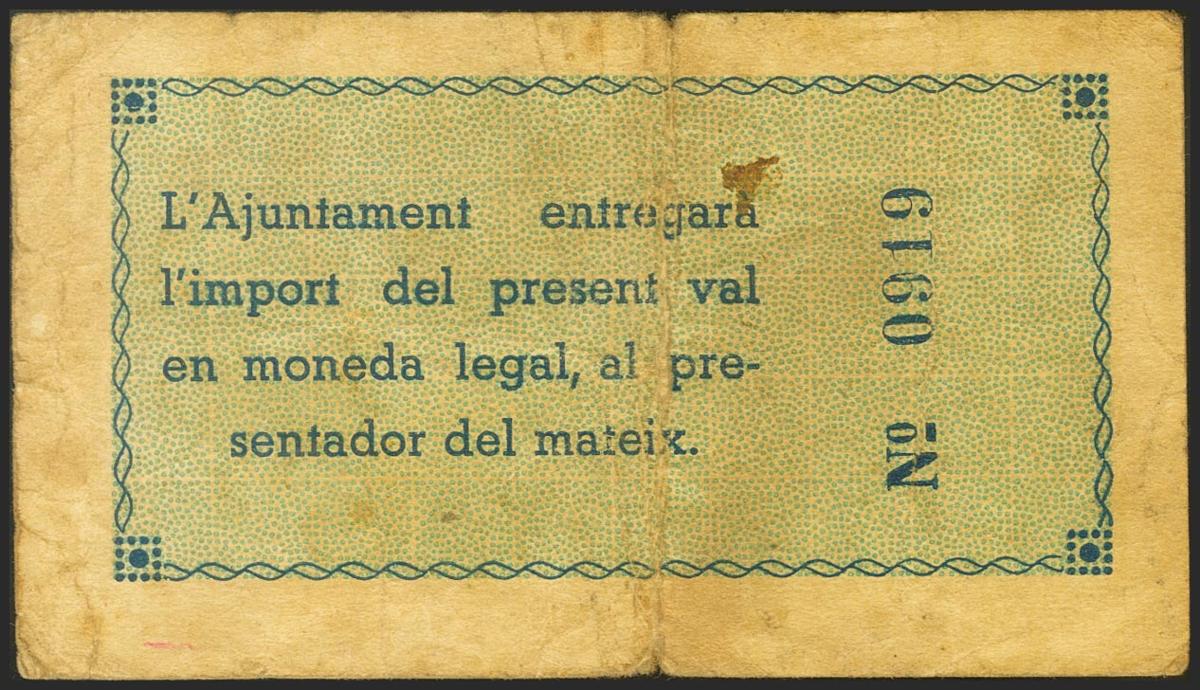 L'Ajuntament entregarà
l'import del present val
en moneda legal, al pre-
sentador del mateix.
Nº 0919